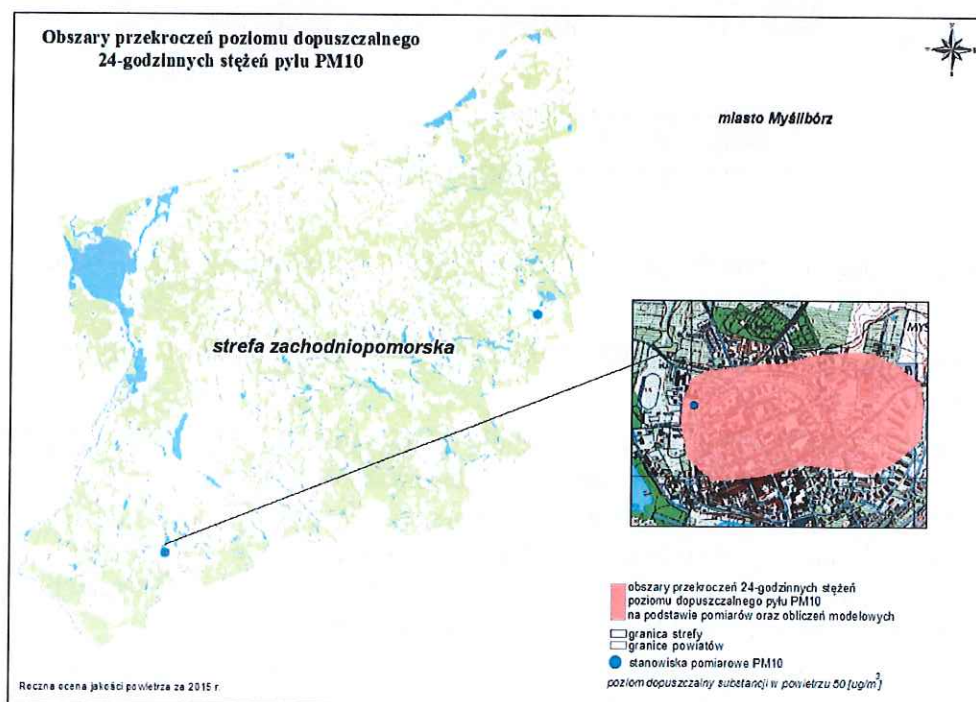 Obszary przekroczeń poziomu dopuszczalnego
24-godzinnych stężeń pyłu PM10
miasto Myślibórz
strefa zachodniopomorska
obszary przekroczeń 24-godzinnych stężeń
poziomu dopuszczalnego pyłu PM10
na podstawie pomiarów oraz obliczeń modelowych
granica strefy
granice powiatów
stanowiska pomiarowe PM10
poziom dopuszczalny substancji w powietrzu 50 [ug/m3]
Roczna ocena jakości powietrza za 2015 r.